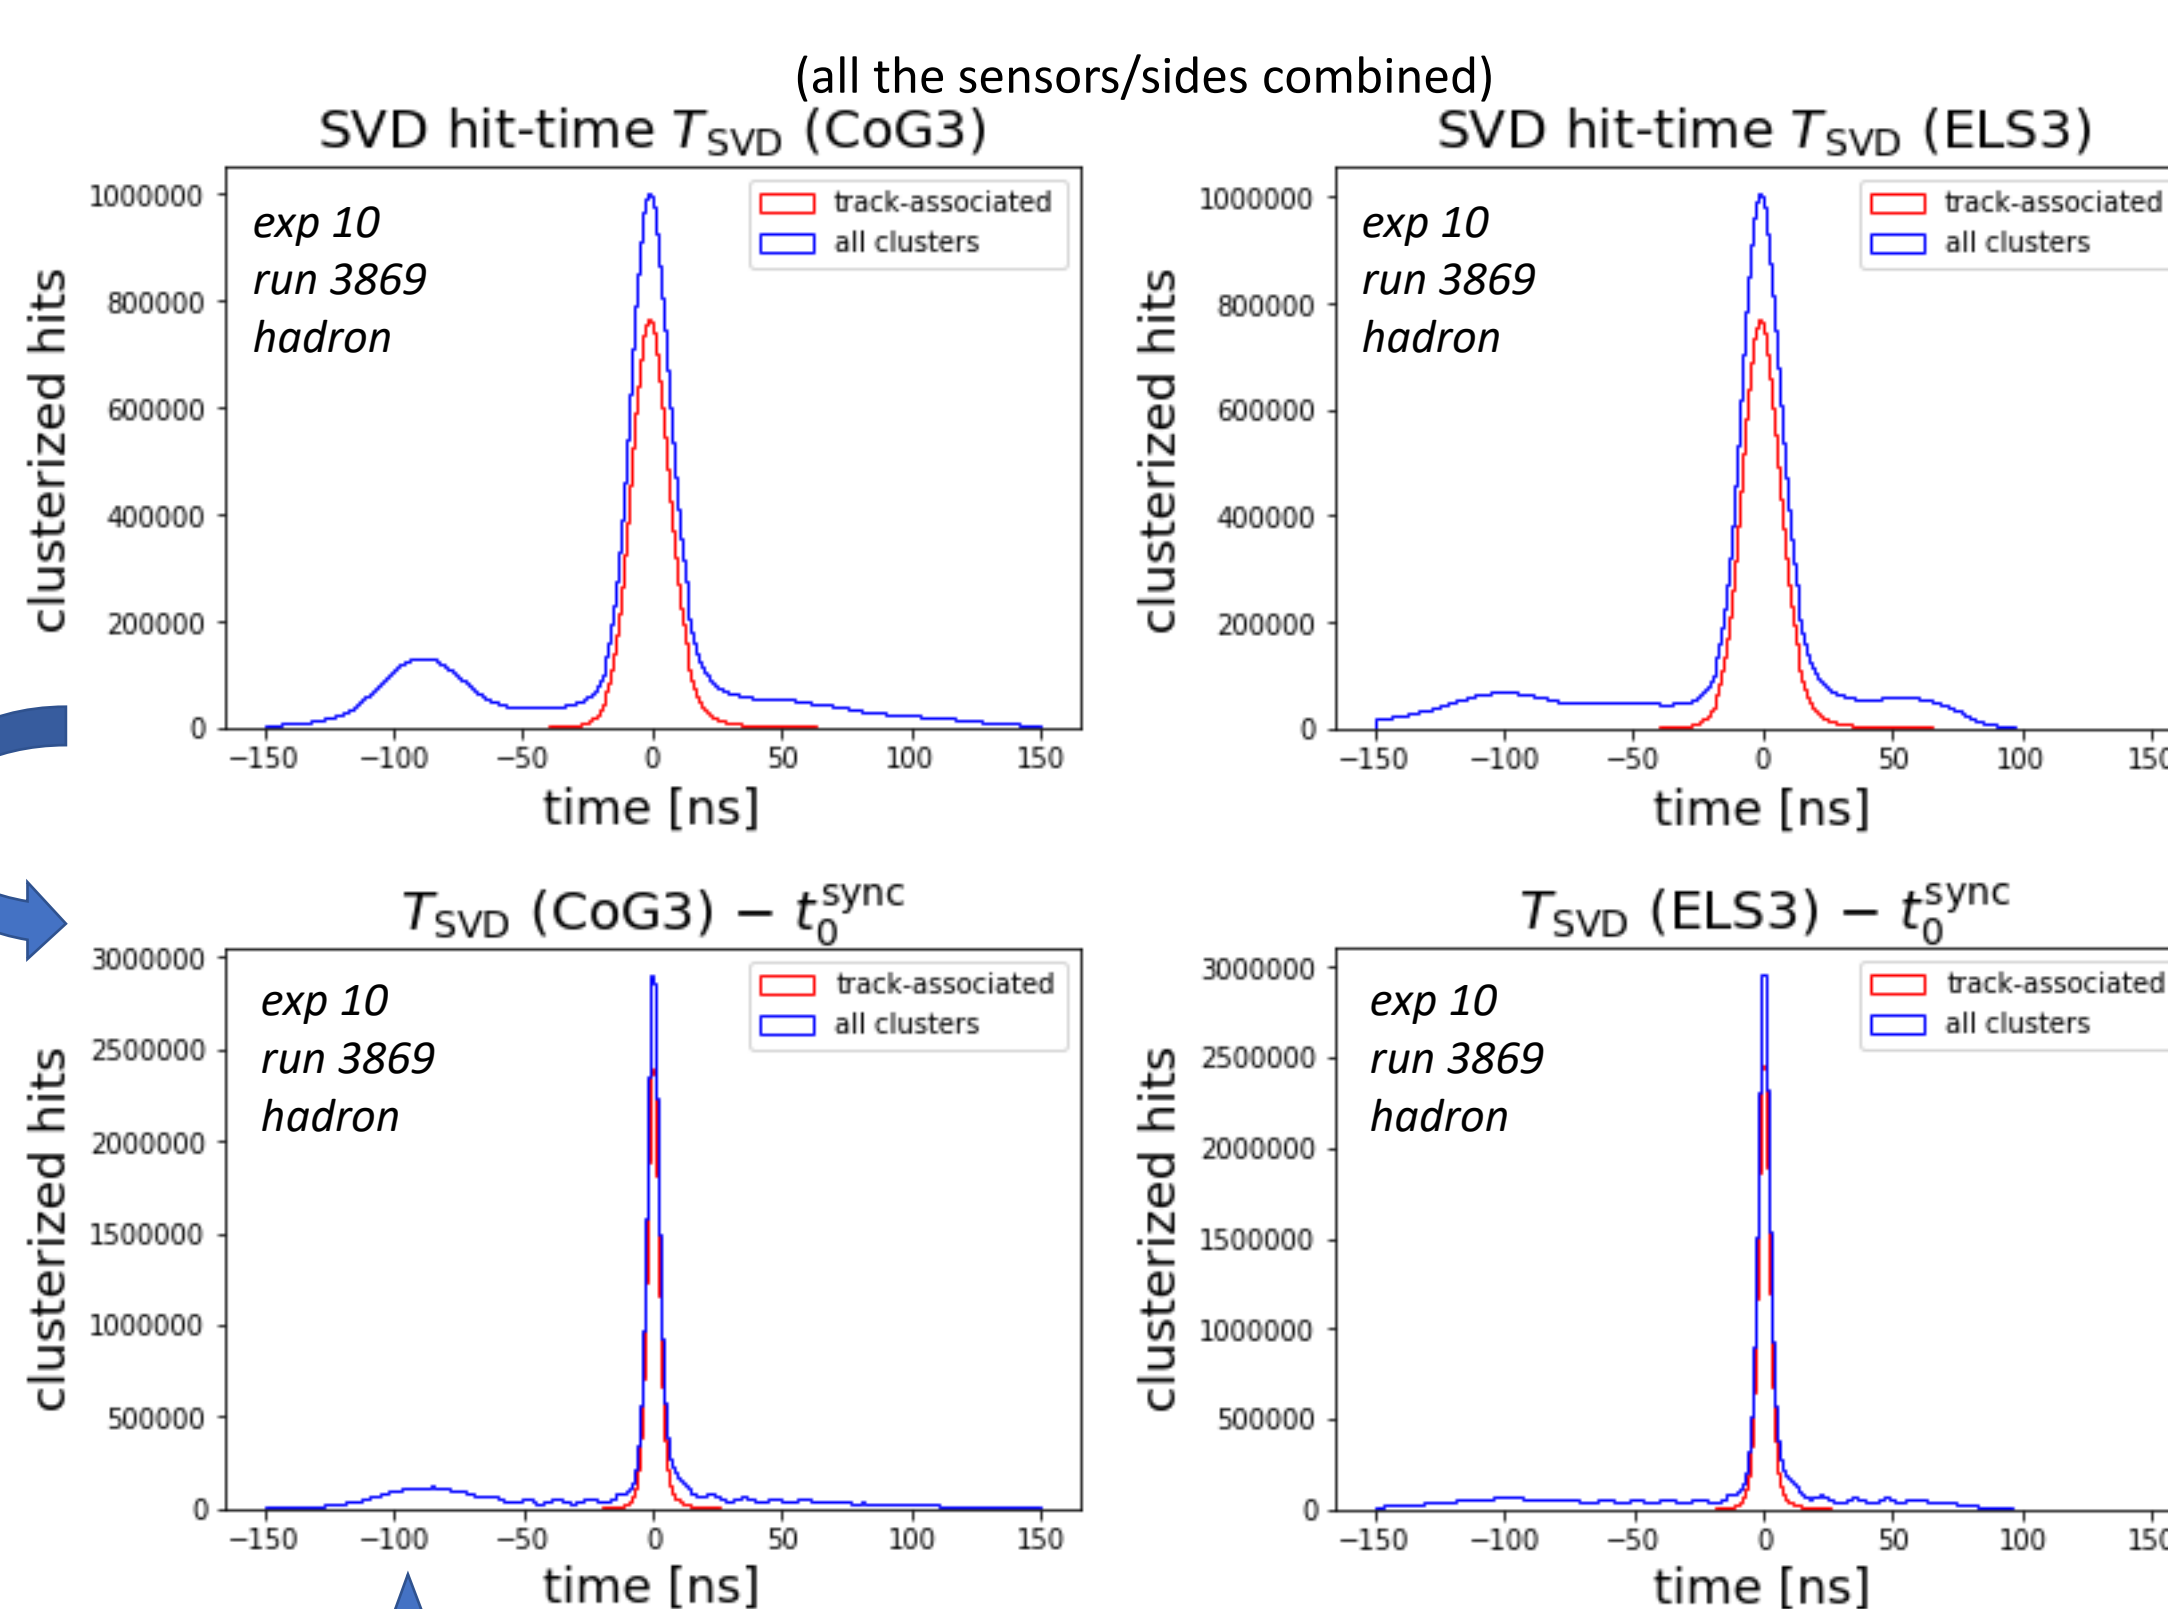 (all the sensors/sides combined)
SVD hit-time T_SVD (CoG3)
1000000
800000
600000
400000
200000
0
clusterized hits
exp 10
run 3869
hadron
track-associated
all clusters
−150 −100 −50 0 50 100 150
time [ns]
SVD hit-time T_SVD (ELS3)
1000000
800000
600000
400000
200000
0
clusterized hits
exp 10
run 3869
hadron
track-associated
all clusters
−150 −100 −50 0 50 100
time [ns]
T_SVD (CoG3) − t_0^sync
3000000
2500000
2000000
1500000
1000000
500000
0
clusterized hits
exp 10
run 3869
hadron
track-associated
all clusters
−150 −100 −50 0 50 100 150
time [ns]
T_SVD (ELS3) − t_0^sync
3000000
2500000
2000000
1500000
1000000
500000
0
clusterized hits
exp 10
run 3869
hadron
track-associated
all clusters
−150 −100 −50 0 50 100
time [ns]